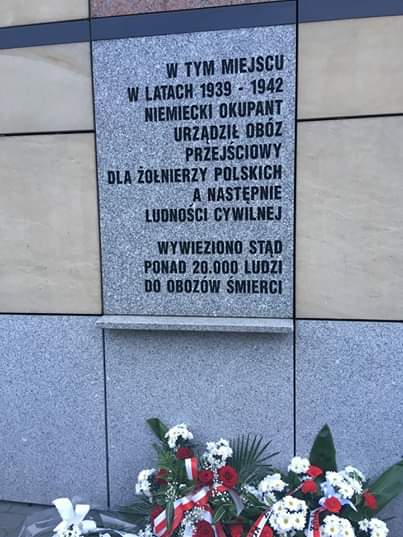 W TYM MIEJSCU
W LATACH 1939 - 1942
NIEMIECKI OKUPANT
URZĄDZIŁ OBÓZ
PRZEJŚCIOWY
DLA ŻOŁNIERZY POLSKICH
A NASTĘPNIE
LUDNOŚCI CYWILNEJ
WYWIEZIONO STĄD
PONAD 20.000 LUDZI
DO OBOZÓW ŚMIERCI